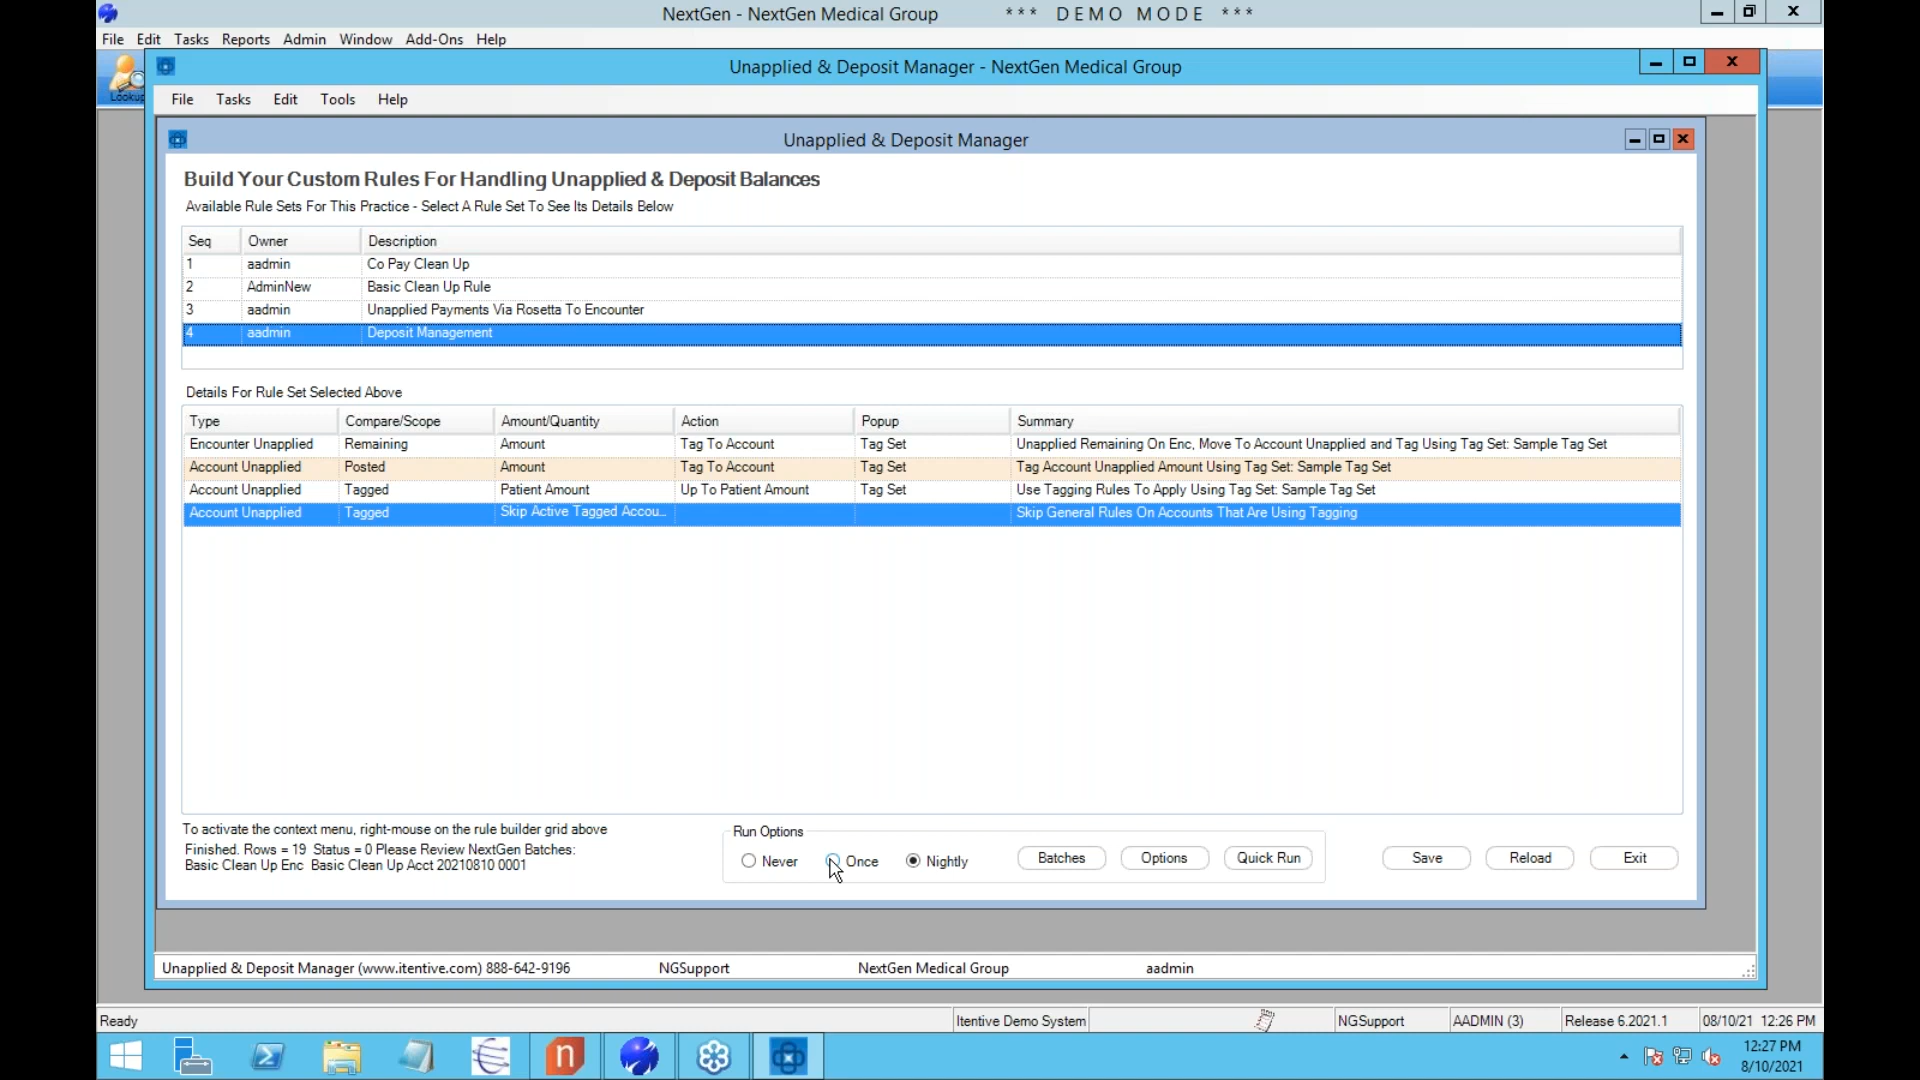 NextGen - NextGen Medical Group *** DEMO MODE ***
File Edit Tasks Reports Admin Window Add-Ons Help
Lookup
Unapplied & Deposit Manager - NextGen Medical Group
File Tasks Edit Tools Help
Unapplied & Deposit Manager
Build Your Custom Rules For Handling Unapplied & Deposit Balances
Available Rule Sets For This Practice - Select A Rule Set To See Its Details Below
Seq Owner Description
1 aadmin Co Pay Clean Up
2 AdminNew Basic Clean Up Rule
3 aadmin Unapplied Payments Via Rosetta To Encounter
4 aadmin Deposit Management
Details For Rule Set Selected Above
Type Compare/Scope Amount/Quantity Action Popup Summary
Encounter Unapplied Remaining Amount Tag To Account Tag Set Unapplied Remaining On Enc, Move To Account Unapplied and Tag Using Tag Set: Sample Tag Set
Account Unapplied Posted Amount Tag To Account Tag Set Tag Account Unapplied Amount Using Tag Set: Sample Tag Set
Account Unapplied Tagged Patient Amount Up To Patient Amount Tag Set Use Tagging Rules To Apply Using Tag Set: Sample Tag Set
Account Unapplied Tagged Skip Active Tagged Accou... Skip General Rules On Accounts That Are Using Tagging
To activate the context menu, right-mouse on the rule builder grid above
Finished. Rows = 19 Status = 0 Please Review NextGen Batches:
Basic Clean Up Enc Basic Clean Up Acct 20210810 0001
Run Options
Never Once Nightly Batches Options Quick Run Save Reload Exit
Unapplied & Deposit Manager (www.itentive.com) 888-642-9196 NGSupport NextGen Medical Group aadmin
Ready Itentive Demo System NGSupport AADMIN (3) Release 6.2021.1 08/10/21 12:26 PM
n
12:27 PM
8/10/2021